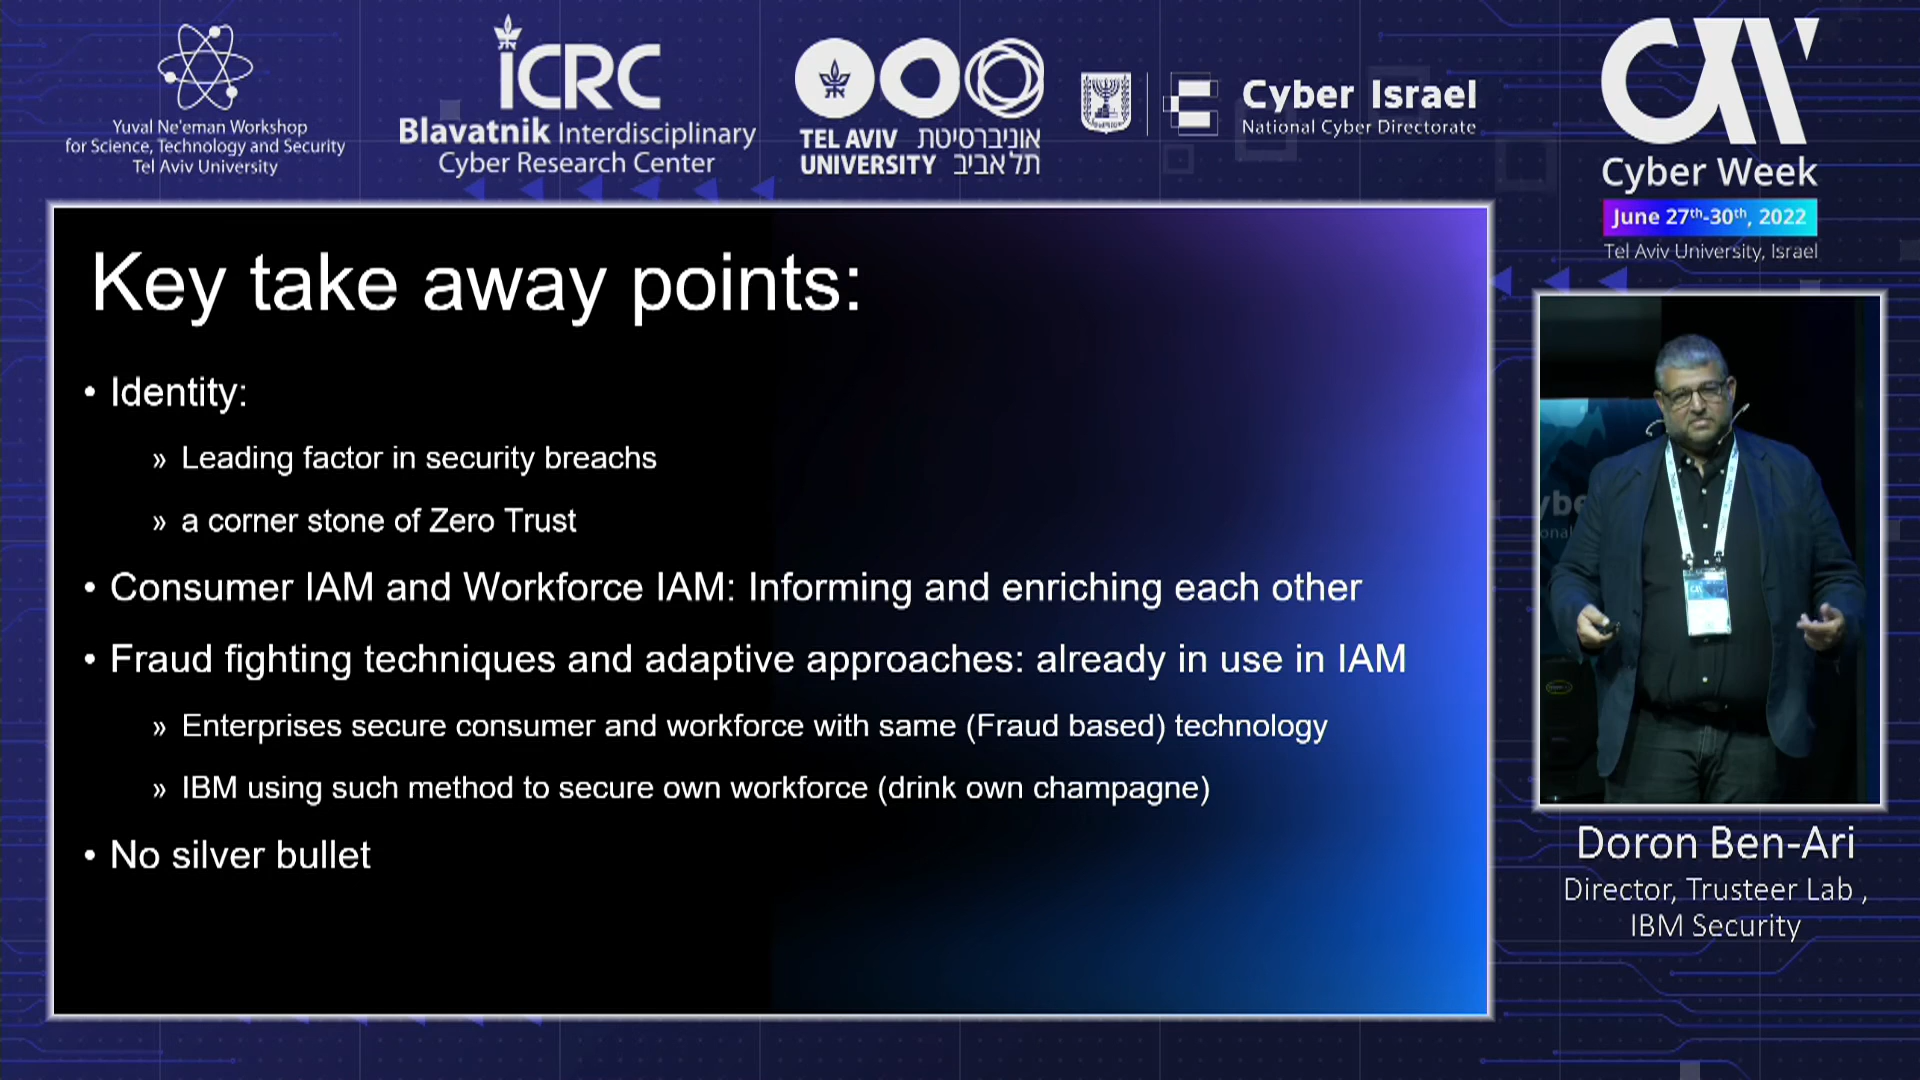 Yuval Ne'eman Workshop
for Science, Technology and Security
Tel Aviv University
ICRC
Blavatnik Interdisciplinary
Cyber Research Center
TEL AVIV אוניברסיטת
UNIVERSITY תל אביב
Cyber Israel
National Cyber Directorate
Cyber Week
June 27th-30th, 2022
Tel Aviv University, Israel
Key take away points:
• Identity:
» Leading factor in security breachs
» a corner stone of Zero Trust
• Consumer IAM and Workforce IAM: Informing and enriching each other
• Fraud fighting techniques and adaptive approaches: already in use in IAM
» Enterprises secure consumer and workforce with same (Fraud based) technology
» IBM using such method to secure own workforce (drink own champagne)
• No silver bullet
Doron Ben-Ari
Director, Trusteer Lab ,
IBM Security